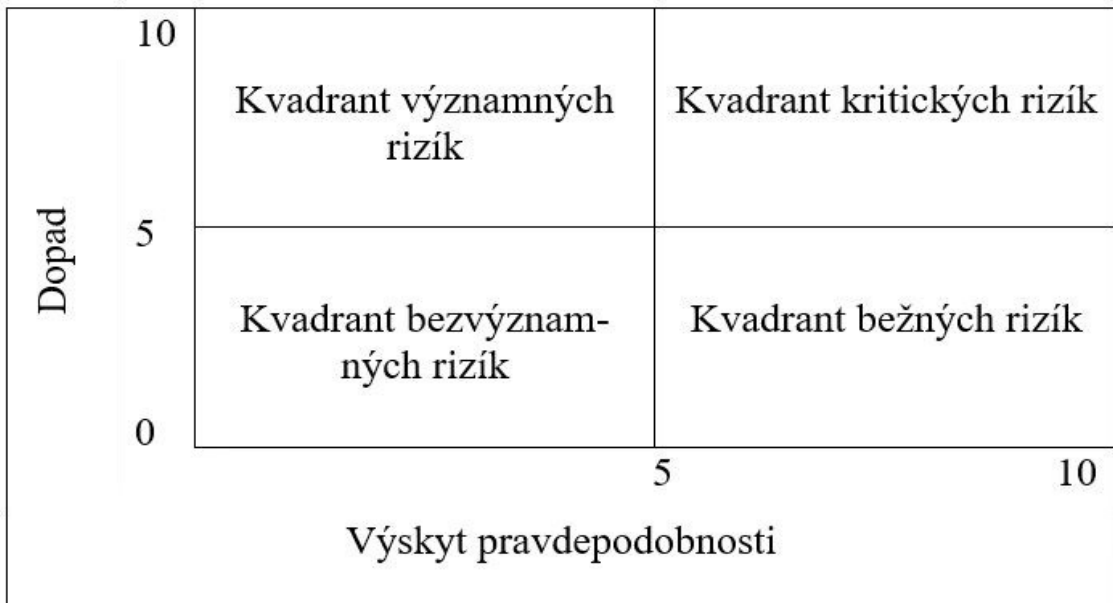 10
Kvadrant významných
rizík
Kvadrant kritických rizík
5
Dopad
Kvadrant bezvýznam-
ných rizík
Kvadrant bežných rizík
0
5
10
Výskyt pravdepodobnosti